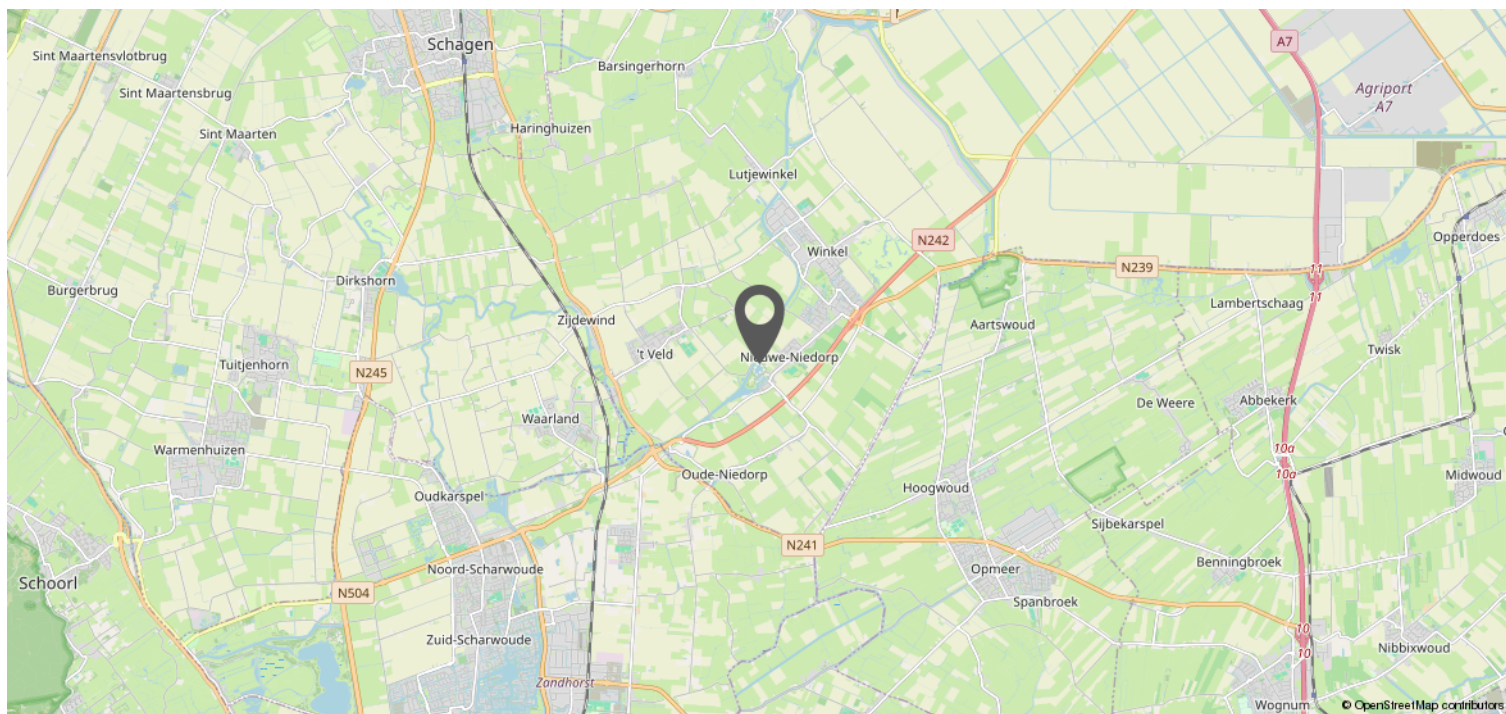 Schagen
A7
Sint Maartensvlotbrug
Barsingerhorn
Agriport
A7
Sint Maartensbrug
Haringhuizen
Sint Maarten
Lutjewinkel
Opperdoes
N242
Winkel
N239
11
Dirkshorn
Burgerbrug
11
Lambertschaag
Zijdewind
Aartswoud
't Veld
Nieuwe-Niedorp
Twisk
Tuitjenhorn
N245
Abbekerk
De Weere
Waarland
10a
Warmenhuizen
10a
Oude-Niedorp
Midwoud
Hoogwoud
Oudkarspel
Sijbekarspel
N241
Benningbroek
Noord-Scharwoude
Opmeer
Schoorl
N504
Spanbroek
10
Zuid-Scharwoude
10
Nibbixwoud
Zandhorst
Wognum
© OpenStreetMap contributors